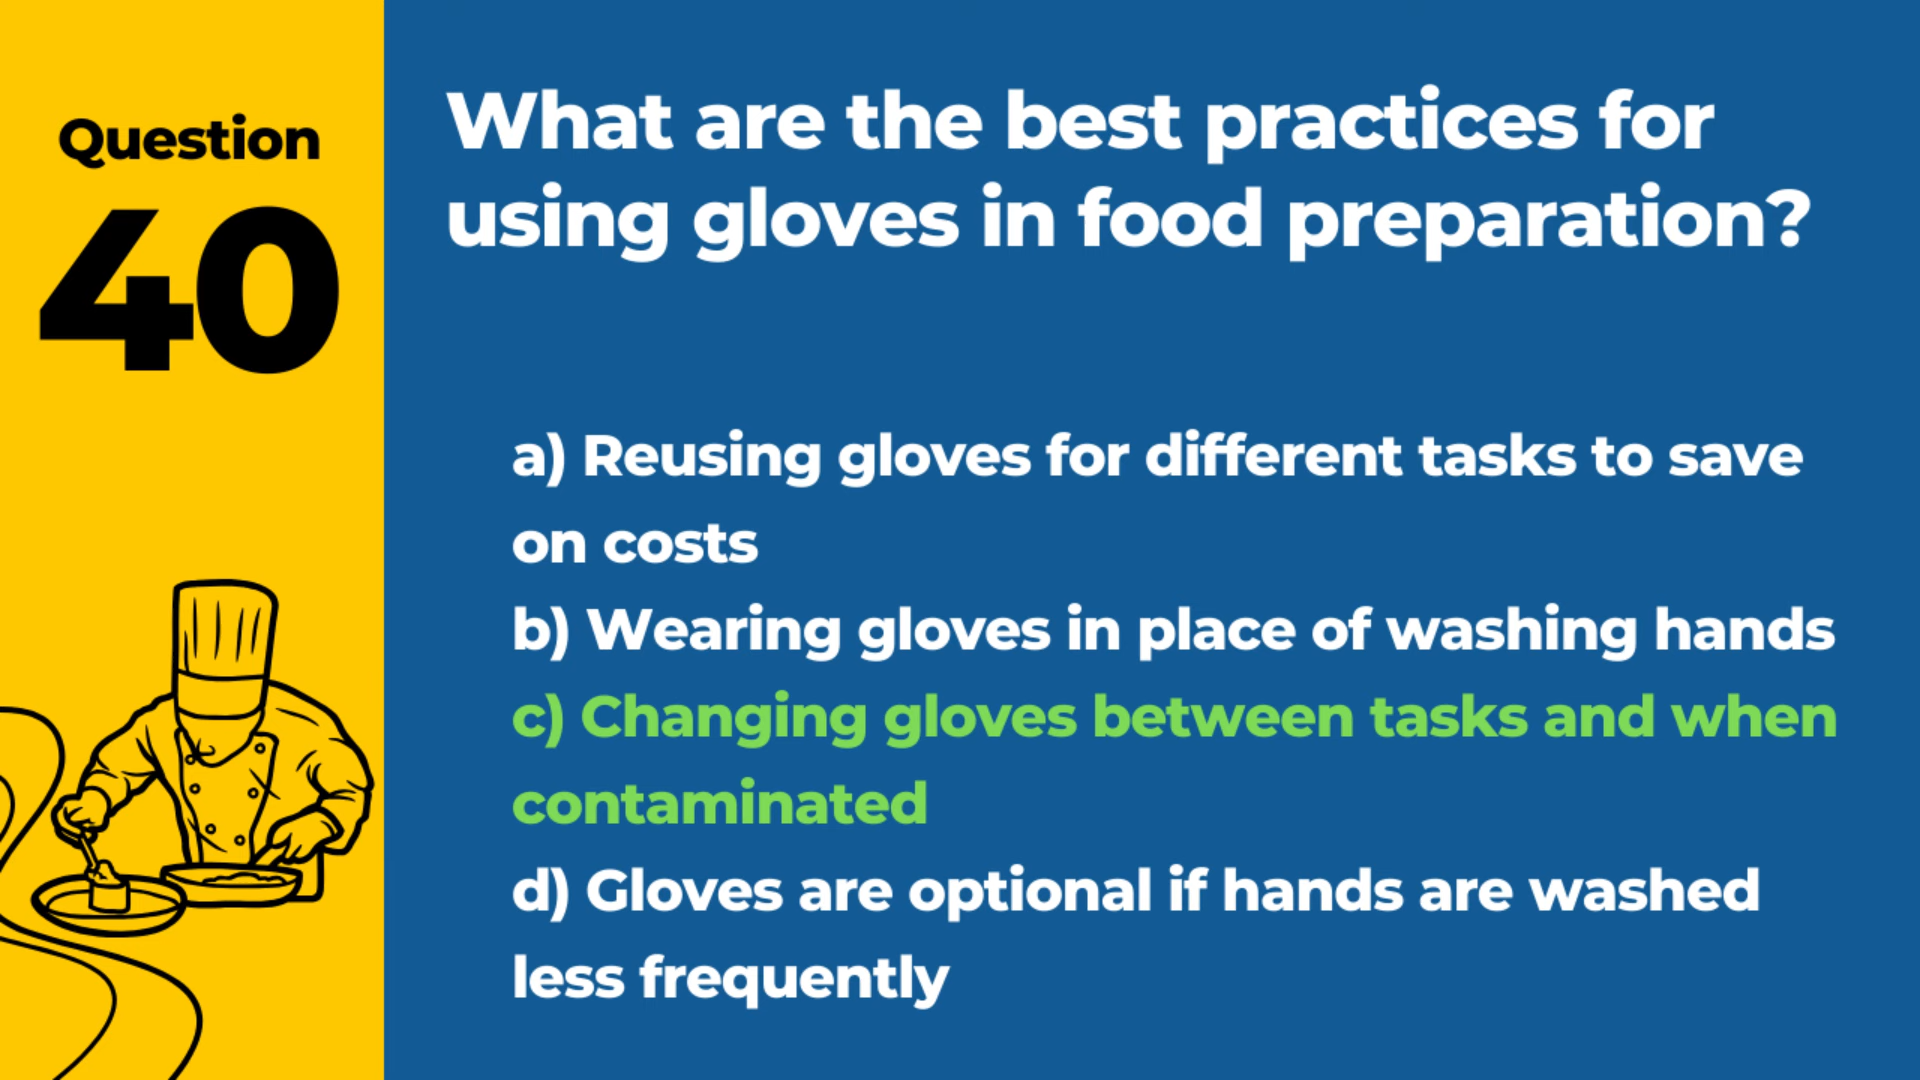 Question
40
What are the best practices for
using gloves in food preparation?
a) Reusing gloves for different tasks to save
on costs
b) Wearing gloves in place of washing hands
c) Changing gloves between tasks and when
contaminated
d) Gloves are optional if hands are washed
less frequently